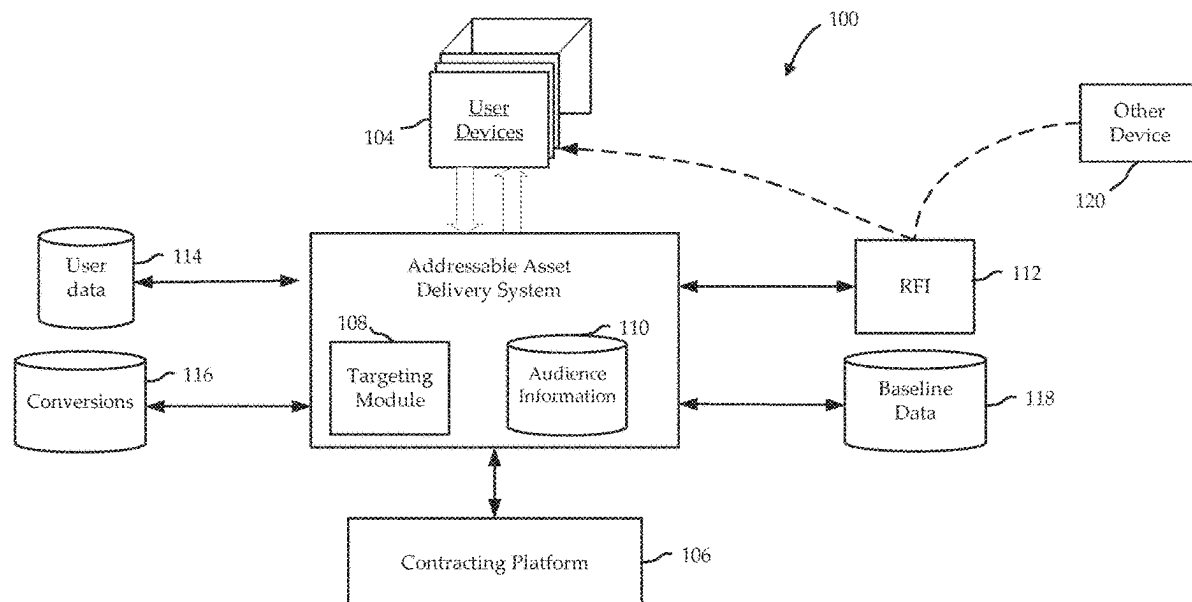 100
User
Devices
104
Other
Device
120
User
data
114
Addressable Asset
Delivery System
RFI
112
108
110
Targeting
Module
Audience
Information
Conversions
116
Baseline
Data
118
Contracting Platform
106